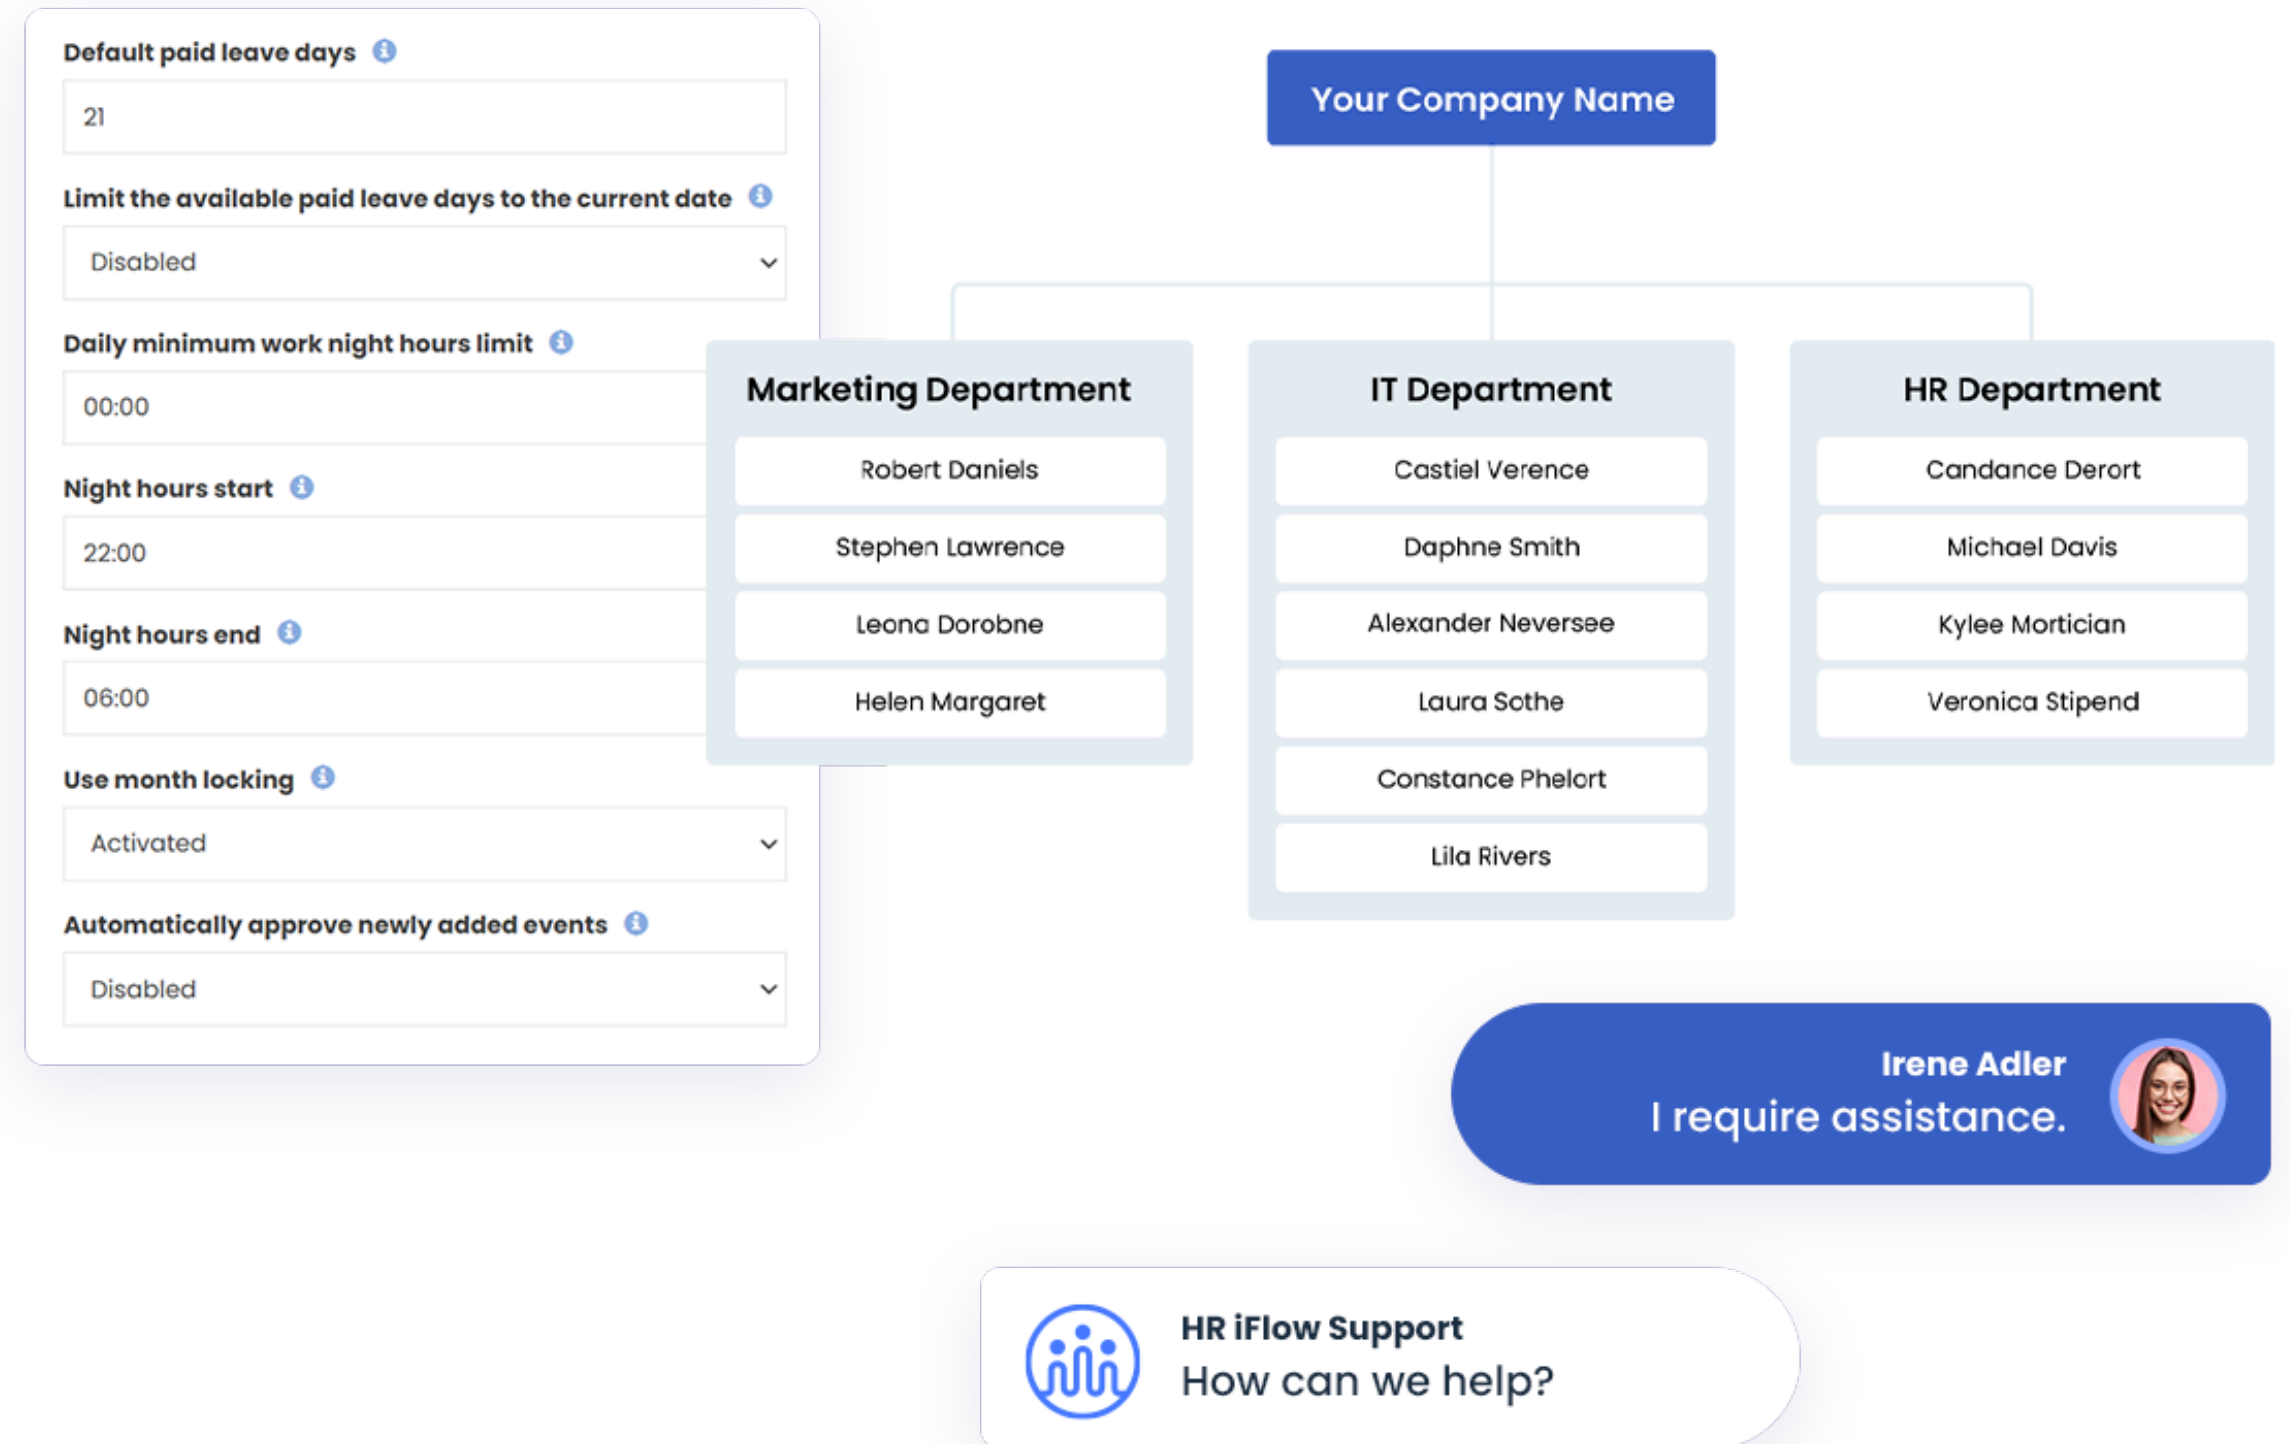 Default paid leave days
21
Limit the available paid leave days to the current date
Disabled
Daily minimum work night hours limit
00:00
Night hours start
22:00
Night hours end
06:00
Use month locking
Activated
Automatically approve newly added events
Disabled
Your Company Name
Marketing Department
Robert Daniels
Stephen Lawrence
Leona Dorobne
Helen Margaret
IT Department
Castiel Verence
Daphne Smith
Alexander Neversee
Laura Sothe
Constance Phelort
Lila Rivers
HR Department
Candance Derort
Michael Davis
Kylee Mortician
Veronica Stipend
Irene Adler
I require assistance.
HR iFlow Support
How can we help?